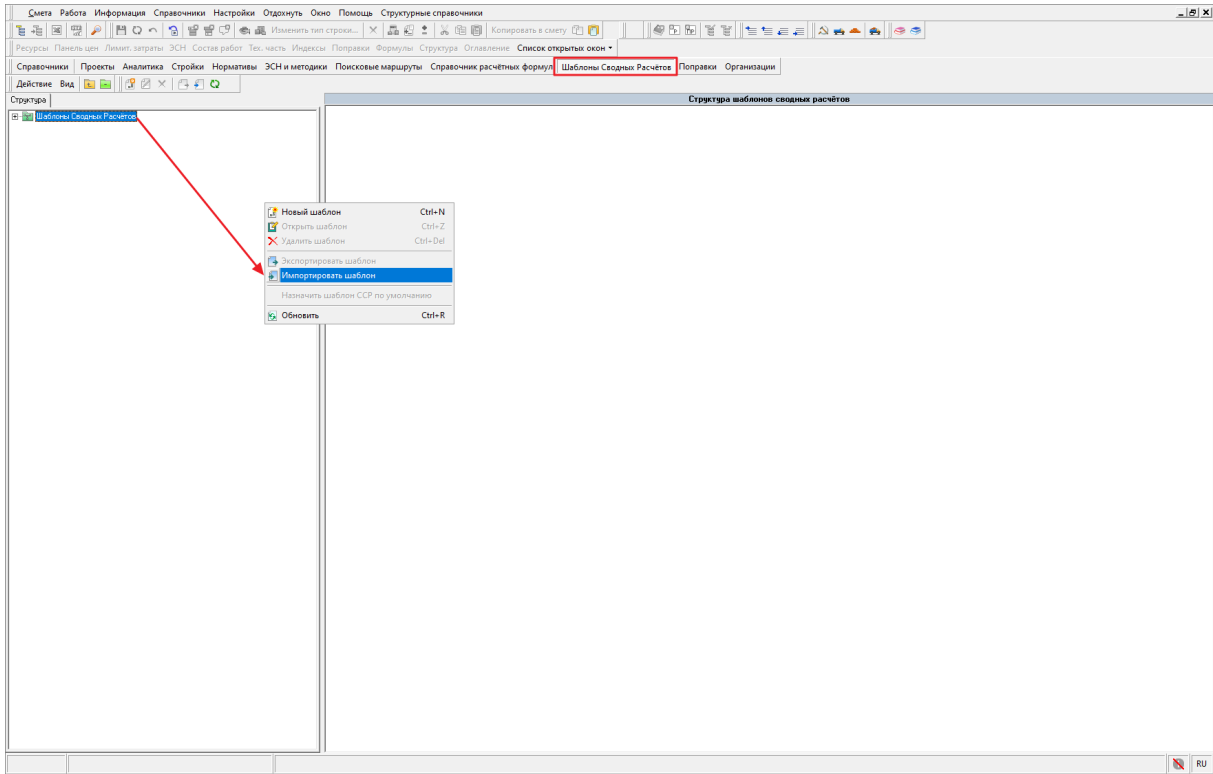 Смета Работа Информация Справочники Настройки Отдохнуть Окно Помощь Структурные справочники
Изменить тип строки... Копировать в смету
Ресурсы Панель цен Лимит. затраты ЭСН Состав работ Тех. часть Индексы Поправки Формулы Структура Оглавление Список открытых окон
Справочники Проекты Аналитика Стройки Нормативы ЭСН и методики Поисковые маршруты Справочник расчётных формул Шаблоны Сводных Расчётов Поправки Организации
Действие Вид
Структура
Структура шаблонов сводных расчётов
Шаблоны Сводных Расчётов
Новый шаблон Ctrl+N
Открыть шаблон Ctrl+Z
Удалить шаблон Ctrl+Del
Экспортировать шаблон
Импортировать шаблон
Назначить шаблон ССР по умолчанию
Обновить Ctrl+R
RU